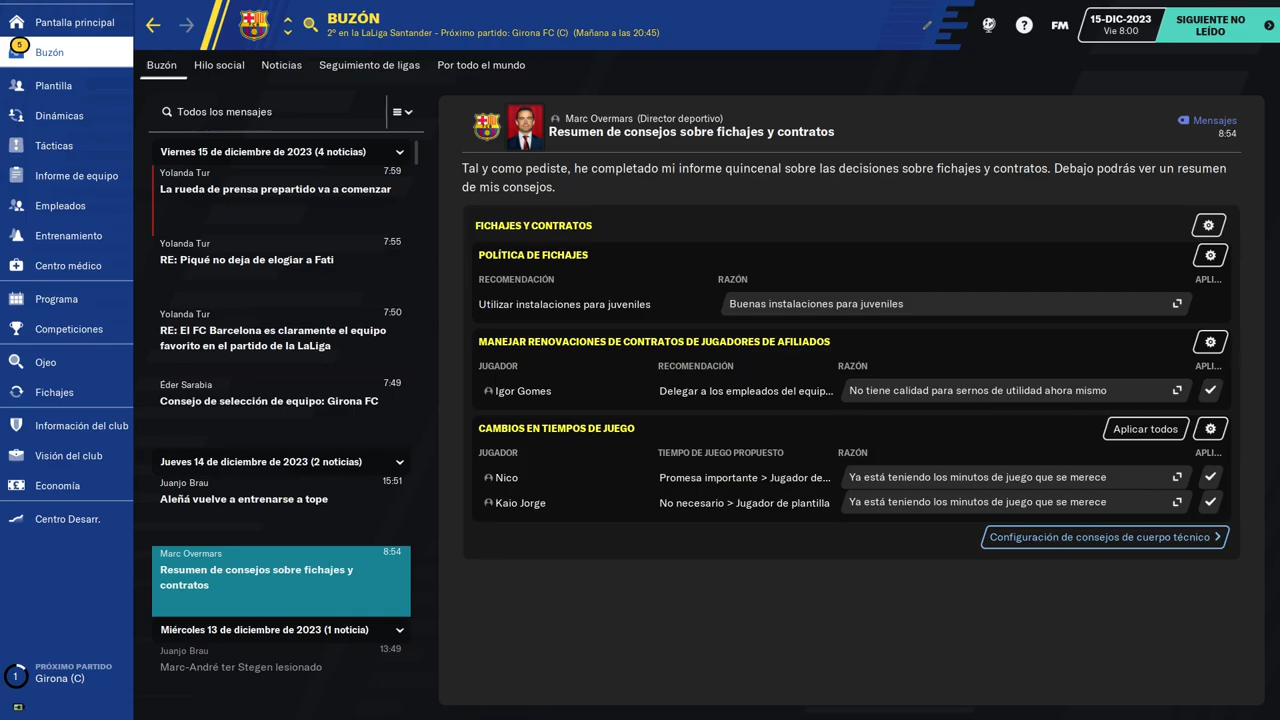 Pantalla principal
5
Buzón
Plantilla
Dinámicas
Tácticas
Informe de equipo
Empleados
Entrenamiento
Centro médico
Programa
Competiciones
Ojeo
Fichajes
Información del club
Visión del club
Economía
Centro Desarr.
1
PRÓXIMO PARTIDO
Girona (C)
BUZÓN
2º en la LaLiga Santander - Próximo partido: Girona FC (C) (Mañana a las 20:45)
FM
15-DIC-2023
Vie 8:00
SIGUIENTE NO
LEÍDO
Buzón Hilo social Noticias Seguimiento de ligas Por todo el mundo
Todos los mensajes
Viernes 15 de diciembre de 2023 (4 noticias)
Yolanda Tur 7:59
La rueda de prensa prepartido va a comenzar
Yolanda Tur 7:55
RE: Piqué no deja de elogiar a Fati
Yolanda Tur 7:50
RE: El FC Barcelona es claramente el equipo
favorito en el partido de la LaLiga
Éder Sarabia 7:49
Consejo de selección de equipo: Girona FC
Jueves 14 de diciembre de 2023 (2 noticias)
Juanjo Brau 15:51
Aleñá vuelve a entrenarse a tope
Marc Overmars 8:54
Resumen de consejos sobre fichajes y
contratos
Miércoles 13 de diciembre de 2023 (1 noticia)
Juanjo Brau 13:49
Marc-André ter Stegen lesionado
Marc Overmars (Director deportivo)
Resumen de consejos sobre fichajes y contratos
Mensajes
8:54
Tal y como pediste, he completado mi informe quincenal sobre las decisiones sobre fichajes y contratos. Debajo podrás ver un resumen
de mis consejos.
FICHAJES Y CONTRATOS
POLÍTICA DE FICHAJES
RECOMENDACIÓN RAZÓN APLI...
Utilizar instalaciones para juveniles Buenas instalaciones para juveniles
MANEJAR RENOVACIONES DE CONTRATOS DE JUGADORES DE AFILIADOS
JUGADOR RECOMENDACIÓN RAZÓN APLI...
Igor Gomes Delegar a los empleados del equip... No tiene calidad para sernos de utilidad ahora mismo
CAMBIOS EN TIEMPOS DE JUEGO Aplicar todos
JUGADOR TIEMPO DE JUEGO PROPUESTO RAZÓN APLI...
Nico Promesa importante > Jugador de... Ya está teniendo los minutos de juego que se merece
Kaio Jorge No necesario > Jugador de plantilla Ya está teniendo los minutos de juego que se merece
Configuración de consejos de cuerpo técnico